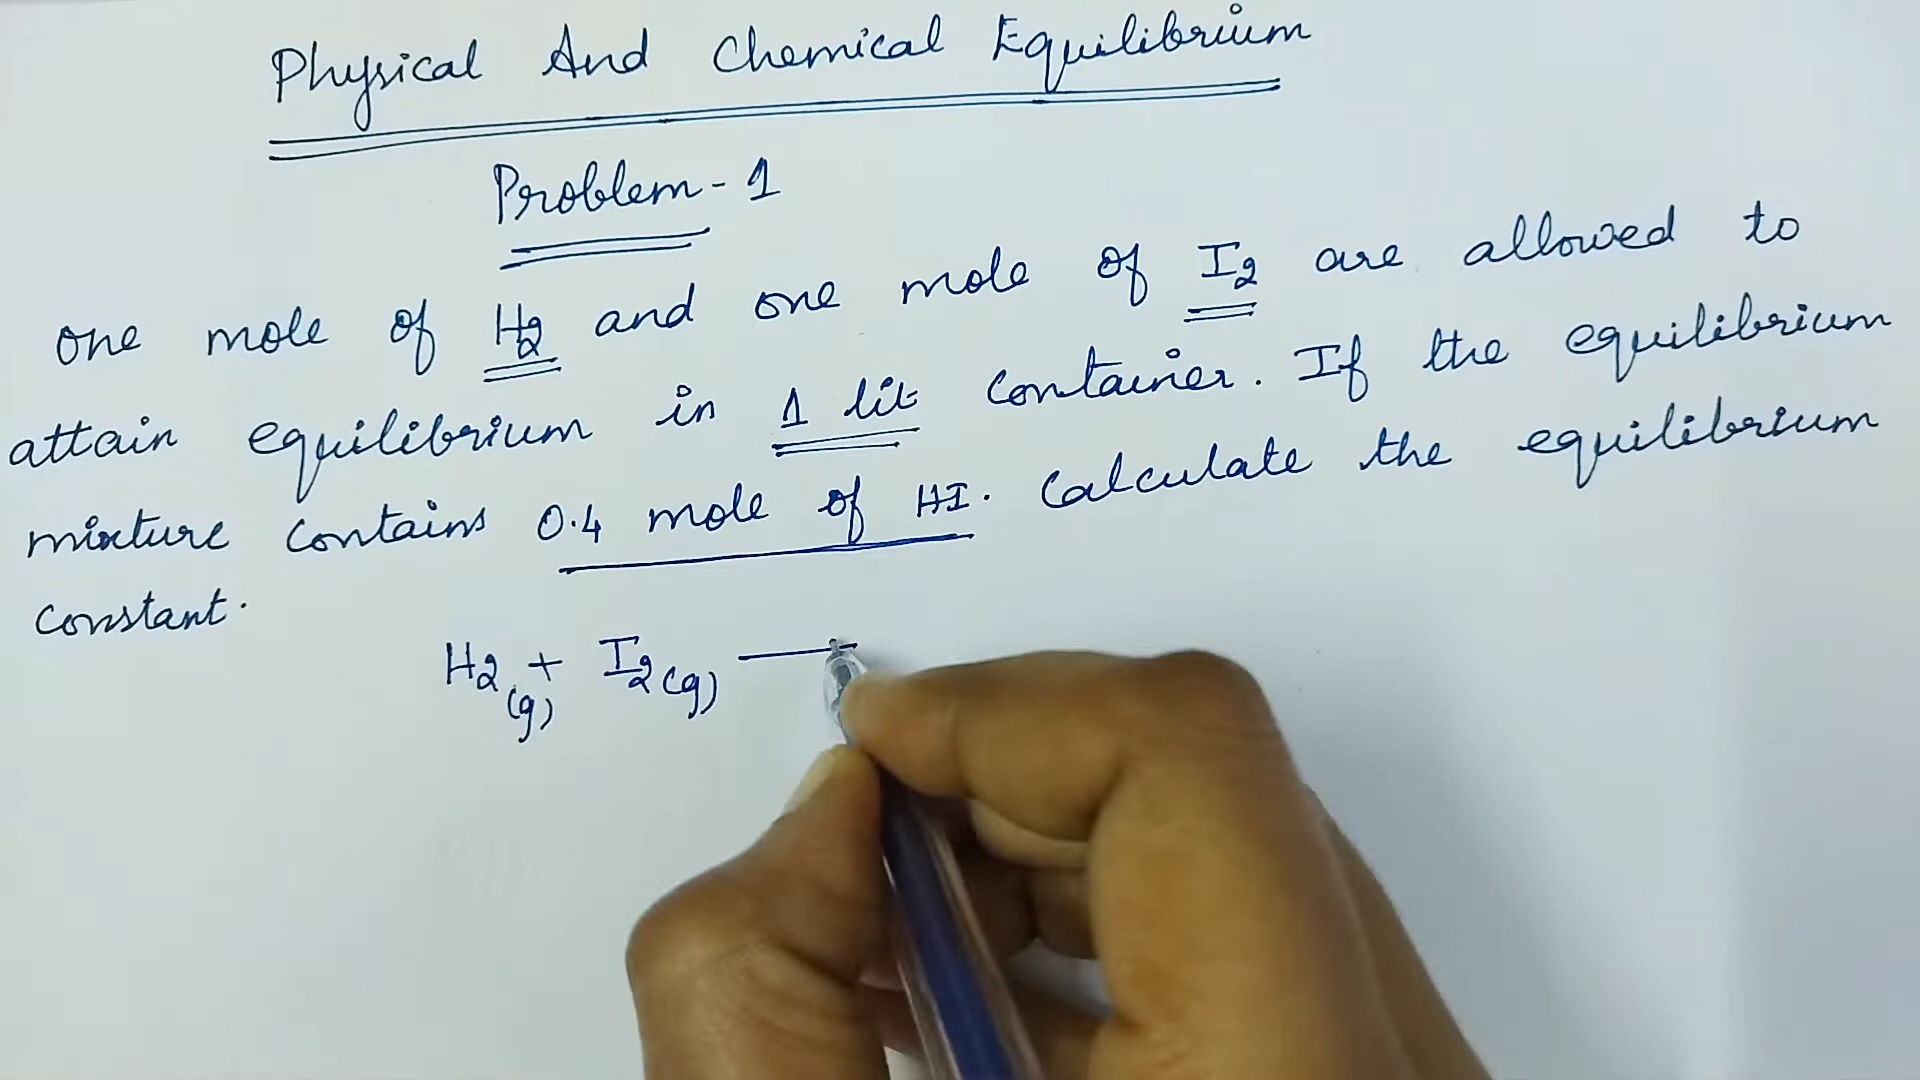 Physical And Chemical Equilibrium
Problem - 1
One mole of H2 and one mole of I2 are allowed to
attain equilibrium in 1 lit container. If the equilibrium
mixture contains 0.4 mole of HI. Calculate the equilibrium
constant.
H2(g) + I2(g)